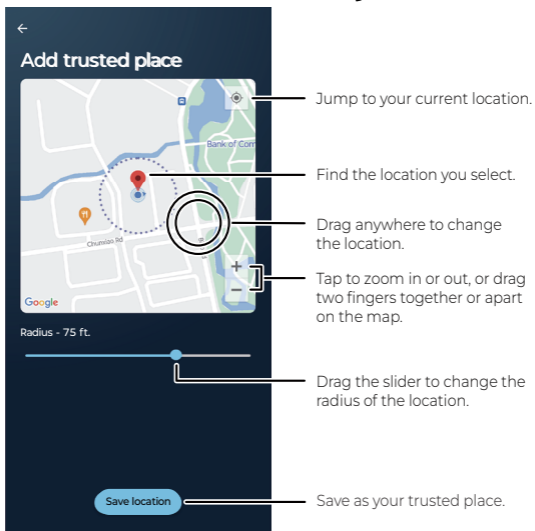 Add trusted place
Jump to your current location.
Bank of Com
Find the location you select.
Drag anywhere to change
the location.
Chunxiao Rd
Tap to zoom in or out, or drag
two fingers together or apart
on the map.
Google
Radius - 75 ft.
Drag the slider to change the
radius of the location.
Save location
Save as your trusted place.